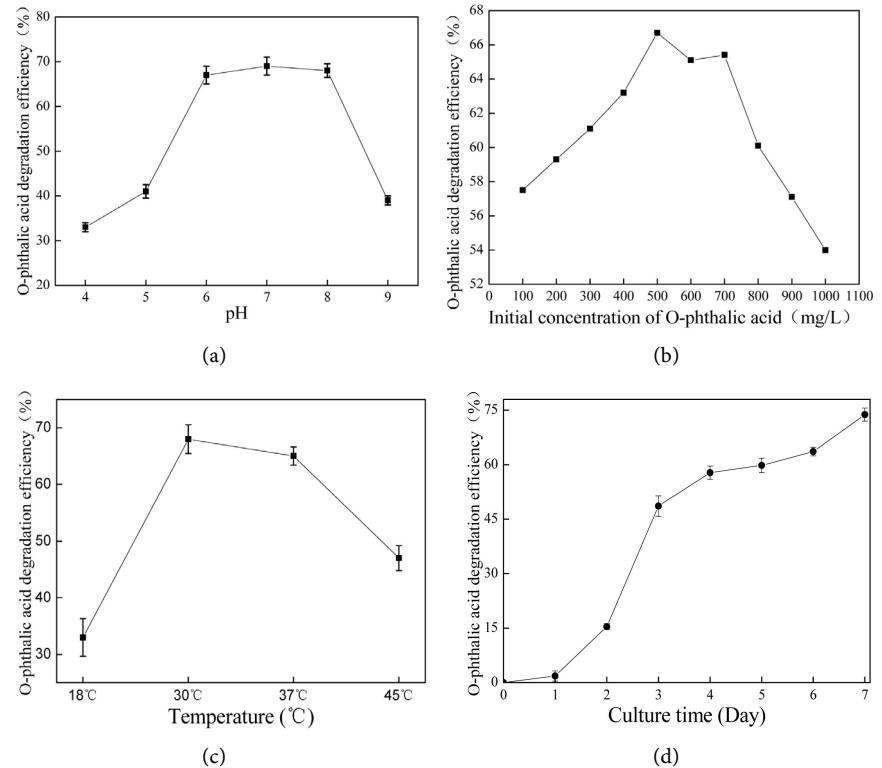 O-phthalic acid degradation efficiency（%）
80
70
60
50
40
30
20
4 5 6 7 8 9
pH
(a)
O-phthalic acid degradation efficiency（%）
68
66
64
62
60
58
56
54
52
0 100 200 300 400 500 600 700 800 900 1000 1100
Initial concentration of O-phthalic acid（mg/L）
(b)
O-phthalic acid degradation efficiency（%）
70
60
50
40
30
18℃ 30℃ 37℃ 45℃
Temperature (℃)
(c)
O-phthalic acid degradation efficiency（%）
75
60
45
30
15
0
0 1 2 3 4 5 6 7
Culture time (Day)
(d)